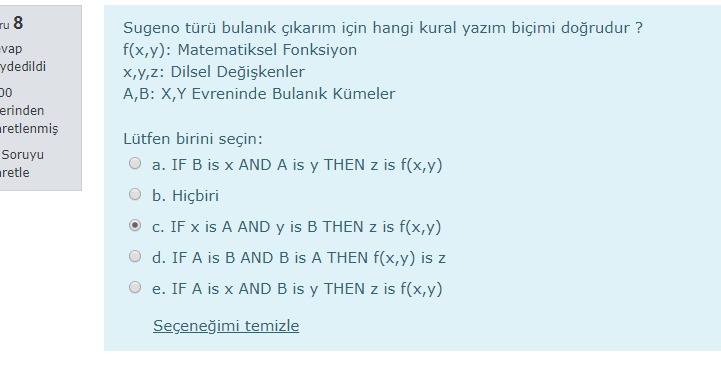 ru 8
vap
ydedildi
00
erinden
retlenmiş
Soruyu
retle
Sugeno türü bulanık çıkarım için hangi kural yazım biçimi doğrudur ?
f(x,y): Matematiksel Fonksiyon
x,y,z: Dilsel Değişkenler
A,B: X,Y Evreninde Bulanık Kümeler
Lütfen birini seçin:
a. IF B is x AND A is y THEN z is f(x,y)
b. Hiçbiri
c. IF x is A AND y is B THEN z is f(x,y)
d. IF A is B AND B is A THEN f(x,y) is z
e. IF A is x AND B is y THEN z is f(x,y)
Seçeneğimi temizle